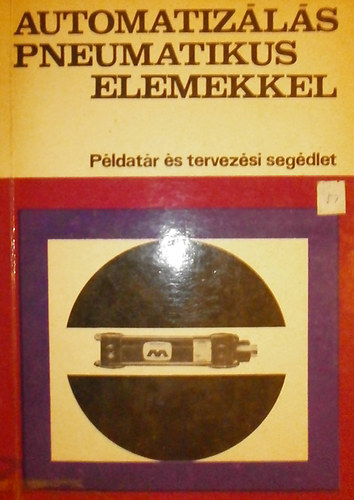 AUTOMATIZÁLÁS
PNEUMATIKUS
ELEMEKKEL
Példatár és tervezési segédlet